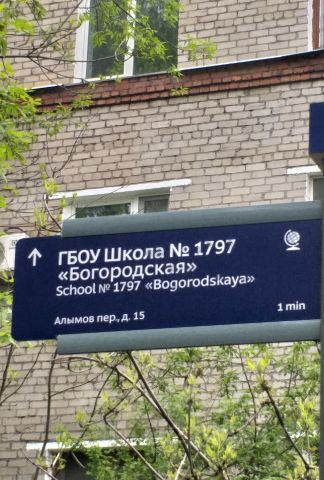 ГБОУ Школа № 1797
«Богородская»
School № 1797 «Bogorodskaya»
Алымов пер., д. 15
1 min